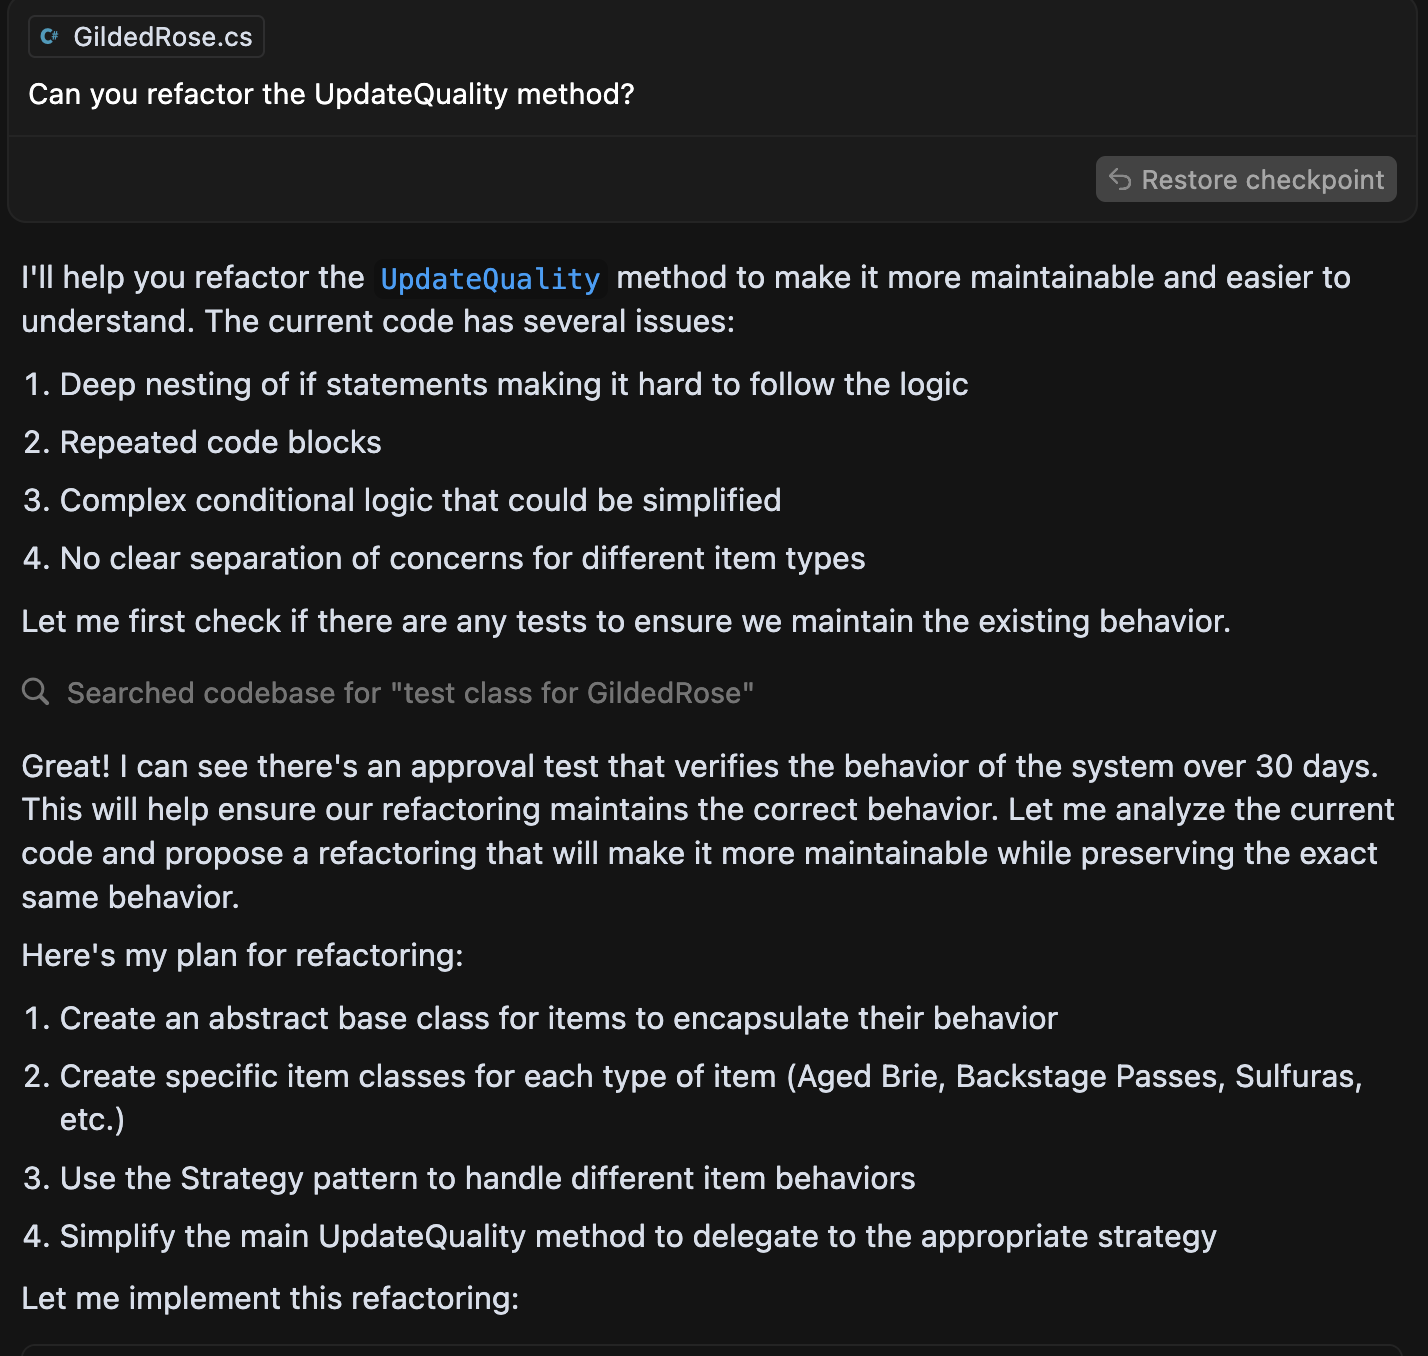 C# GildedRose.cs
Can you refactor the UpdateQuality method?
Restore checkpoint
I'll help you refactor the UpdateQuality method to make it more maintainable and easier to
understand. The current code has several issues:
1. Deep nesting of if statements making it hard to follow the logic
2. Repeated code blocks
3. Complex conditional logic that could be simplified
4. No clear separation of concerns for different item types
Let me first check if there are any tests to ensure we maintain the existing behavior.
Searched codebase for "test class for GildedRose"
Great! I can see there's an approval test that verifies the behavior of the system over 30 days.
This will help ensure our refactoring maintains the correct behavior. Let me analyze the current
code and propose a refactoring that will make it more maintainable while preserving the exact
same behavior.
Here's my plan for refactoring:
1. Create an abstract base class for items to encapsulate their behavior
2. Create specific item classes for each type of item (Aged Brie, Backstage Passes, Sulfuras,
etc.)
3. Use the Strategy pattern to handle different item behaviors
4. Simplify the main UpdateQuality method to delegate to the appropriate strategy
Let me implement this refactoring: